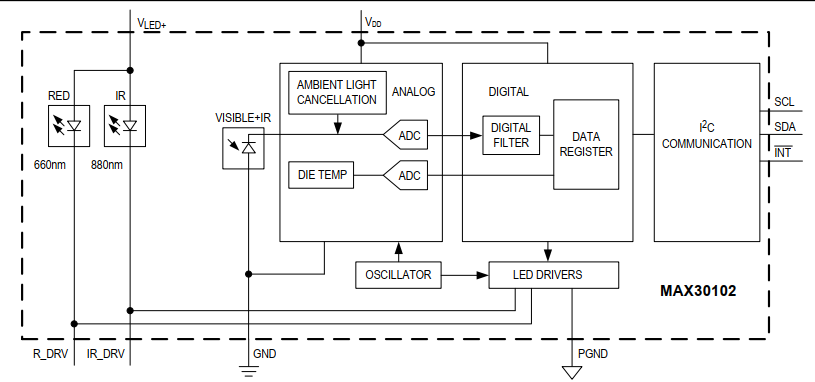 VLED+
VDD
RED
IR
660nm
880nm
VISIBLE+IR
AMBIENT LIGHT
CANCELLATION
ANALOG
ADC
DIE TEMP
ADC
DIGITAL
DIGITAL
FILTER
DATA
REGISTER
I2C
COMMUNICATION
SCL
SDA
INT
OSCILLATOR
LED DRIVERS
MAX30102
R_DRV
IR_DRV
GND
PGND